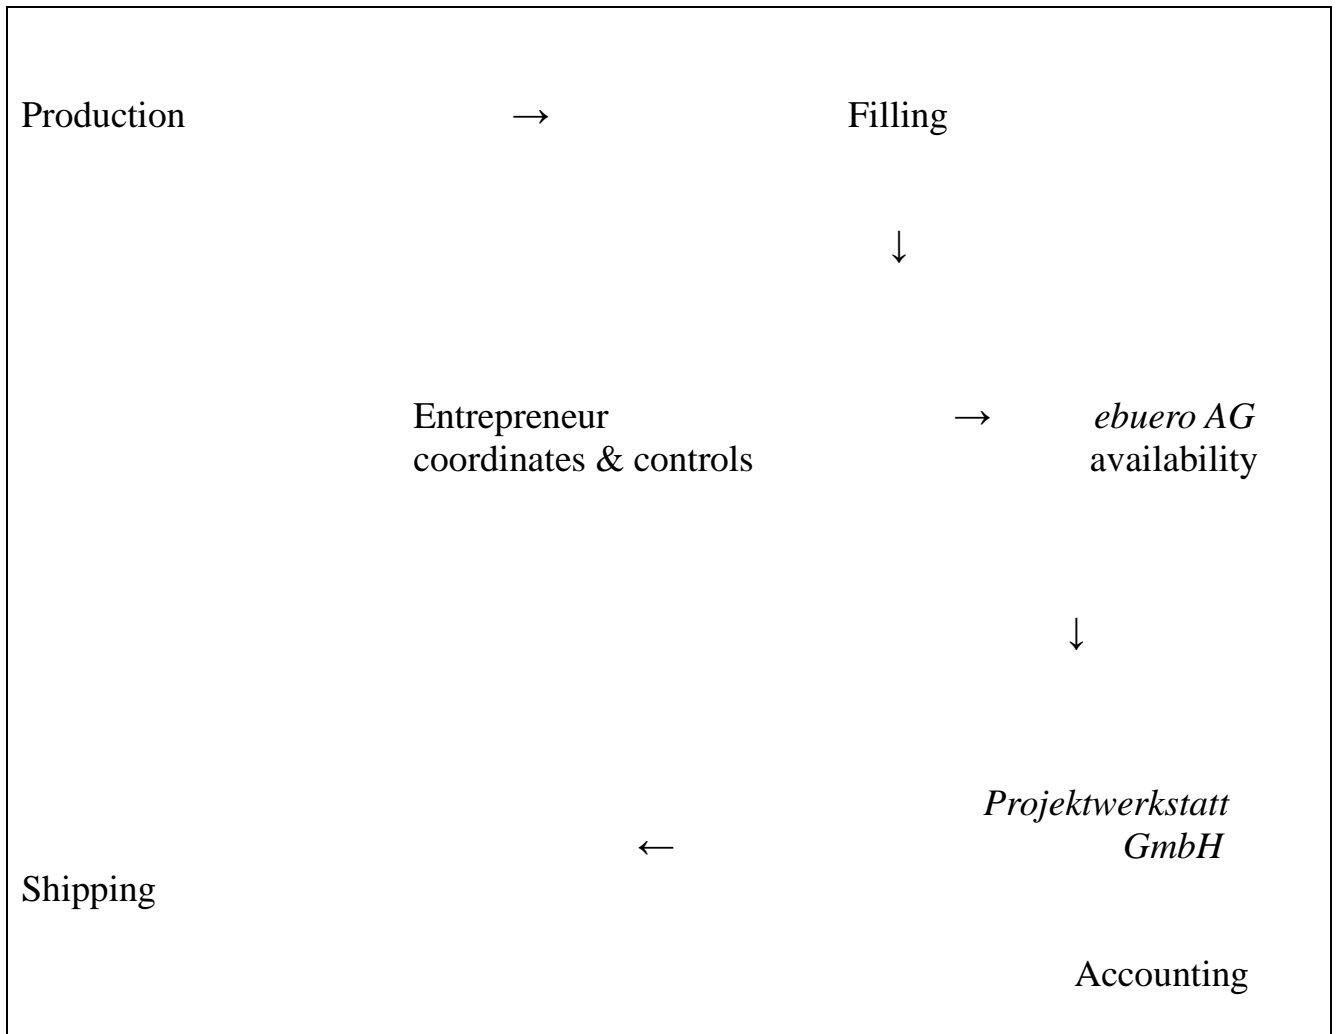 Production → Filling
↓
Entrepreneur → ebuero AG
coordinates & controls availability
↓
Projektwerkstatt
← GmbH
Shipping
Accounting